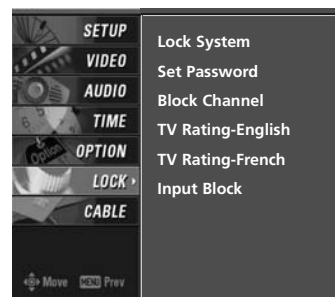 SETUP
VIDEO
AUDIO
TIME
OPTION
LOCK
CABLE
Move MENU Prev
Lock System
Set Password
Block Channel
TV Rating-English
TV Rating-French
Input Block